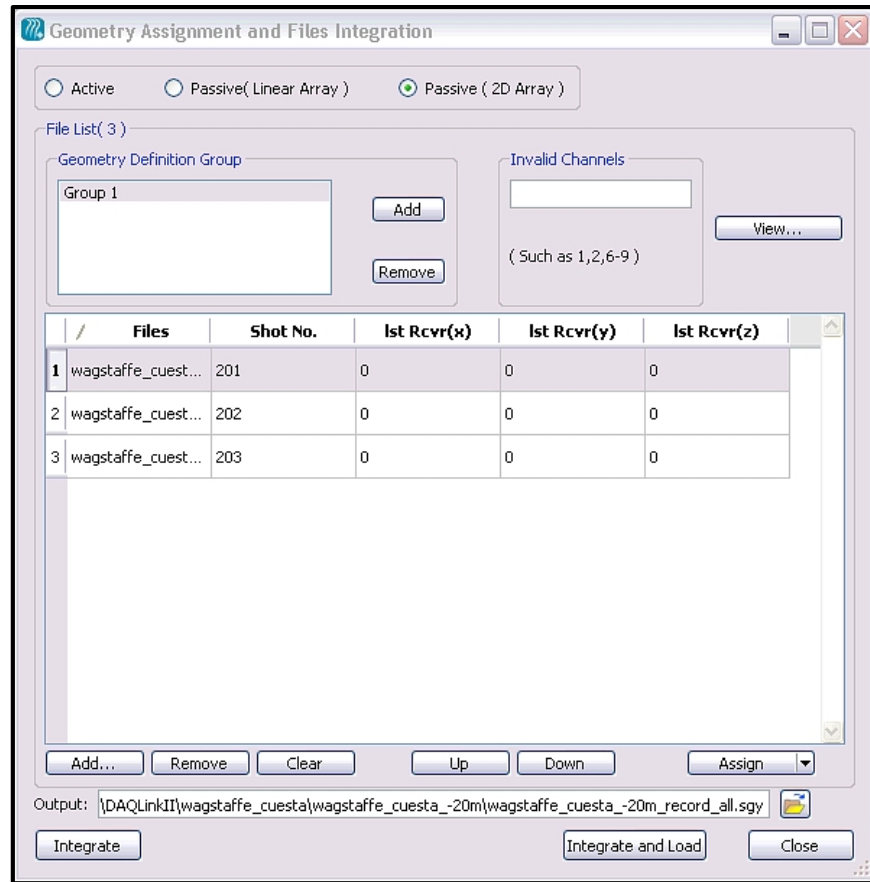 Geometry Assignment and Files Integration
Active Passive( Linear Array ) Passive ( 2D Array )
File List( 3 )
Geometry Definition Group Invalid Channels
Group 1
Add
View...
( Such as 1,2,6-9 )
Remove
/ Files Shot No. lst Rcvr(x) lst Rcvr(y) lst Rcvr(z)
1 wagstaffe_cuest... 201 0 0 0
2 wagstaffe_cuest... 202 0 0 0
3 wagstaffe_cuest... 203 0 0 0
Add... Remove Clear Up Down Assign
Output: \DAQLinkII\wagstaffe_cuesta\wagstaffe_cuesta_-20m\wagstaffe_cuesta_-20m_record_all.sgy
Integrate Integrate and Load Close